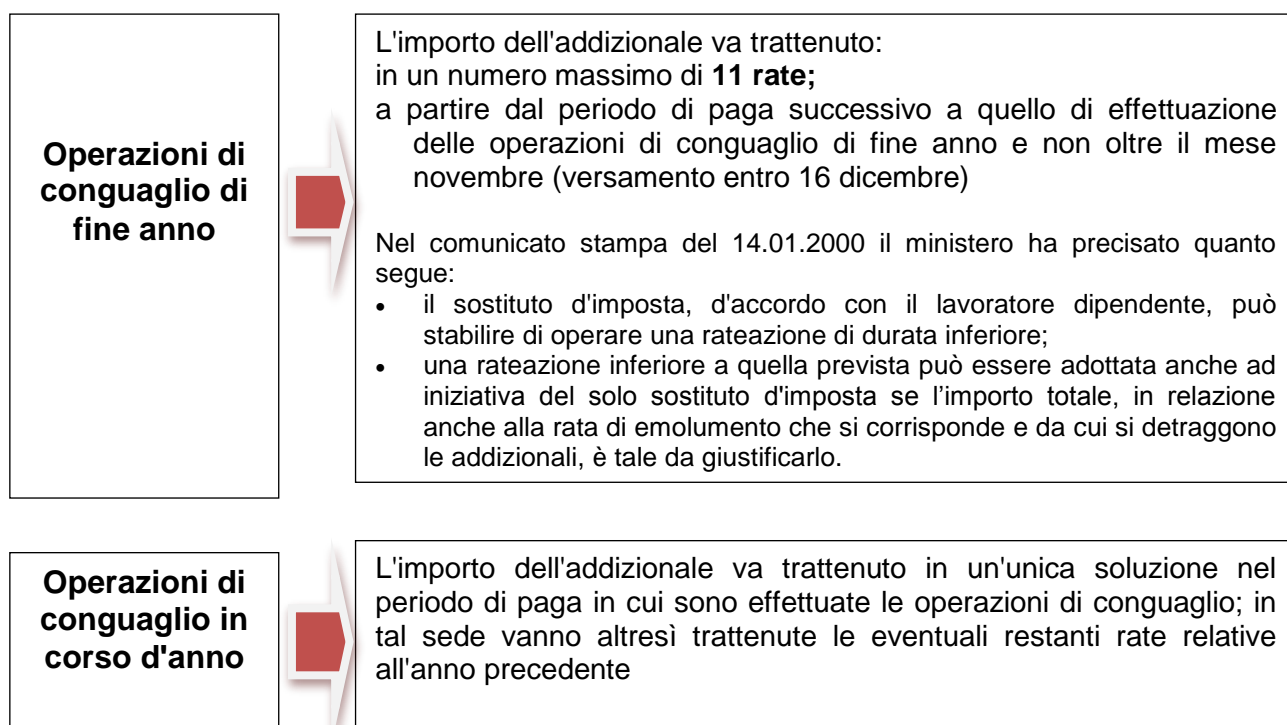 Operazioni di
conguaglio di
fine anno
L'importo dell'addizionale va trattenuto:
in un numero massimo di 11 rate;
a partire dal periodo di paga successivo a quello di effettuazione
delle operazioni di conguaglio di fine anno e non oltre il mese
novembre (versamento entro 16 dicembre)
Nel comunicato stampa del 14.01.2000 il ministero ha precisato quanto
segue:
• il sostituto d'imposta, d'accordo con il lavoratore dipendente, può
stabilire di operare una rateazione di durata inferiore;
• una rateazione inferiore a quella prevista può essere adottata anche ad
iniziativa del solo sostituto d'imposta se l’importo totale, in relazione
anche alla rata di emolumento che si corrisponde e da cui si detraggono
le addizionali, è tale da giustificarlo.
Operazioni di
conguaglio in
corso d'anno
L'importo dell'addizionale va trattenuto in un'unica soluzione nel
periodo di paga in cui sono effettuate le operazioni di conguaglio; in
tal sede vanno altresì trattenute le eventuali restanti rate relative
all'anno precedente